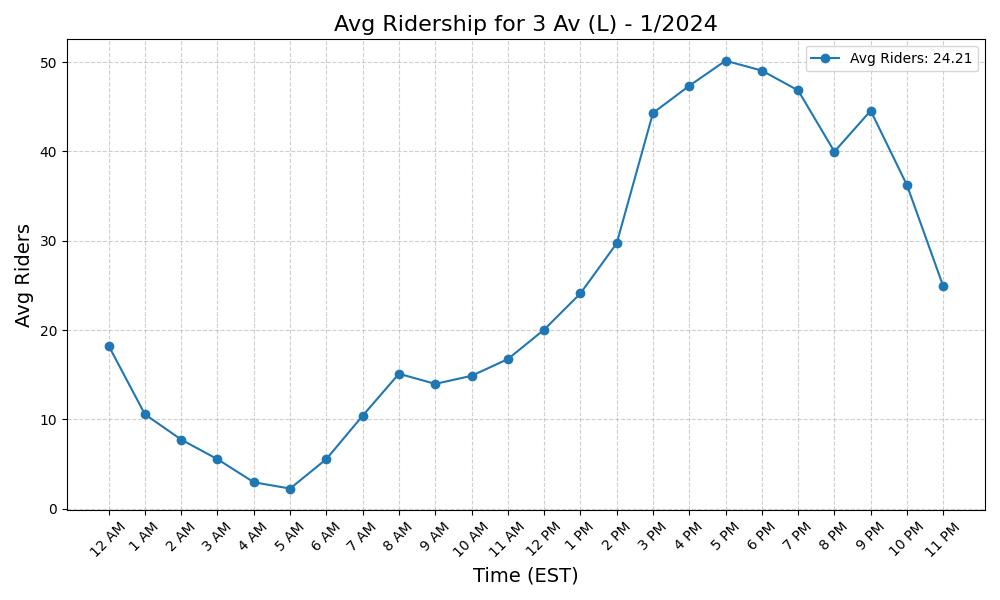 Avg Ridership for 3 Av (L) - 1/2024
Avg Riders: 24.21
Avg Riders
50
40
30
20
10
0
12 AM
1 AM
2 AM
3 AM
4 AM
5 AM
6 AM
7 AM
8 AM
9 AM
10 AM
11 AM
12 PM
1 PM
2 PM
3 PM
4 PM
5 PM
6 PM
7 PM
8 PM
9 PM
10 PM
11 PM
Time (EST)